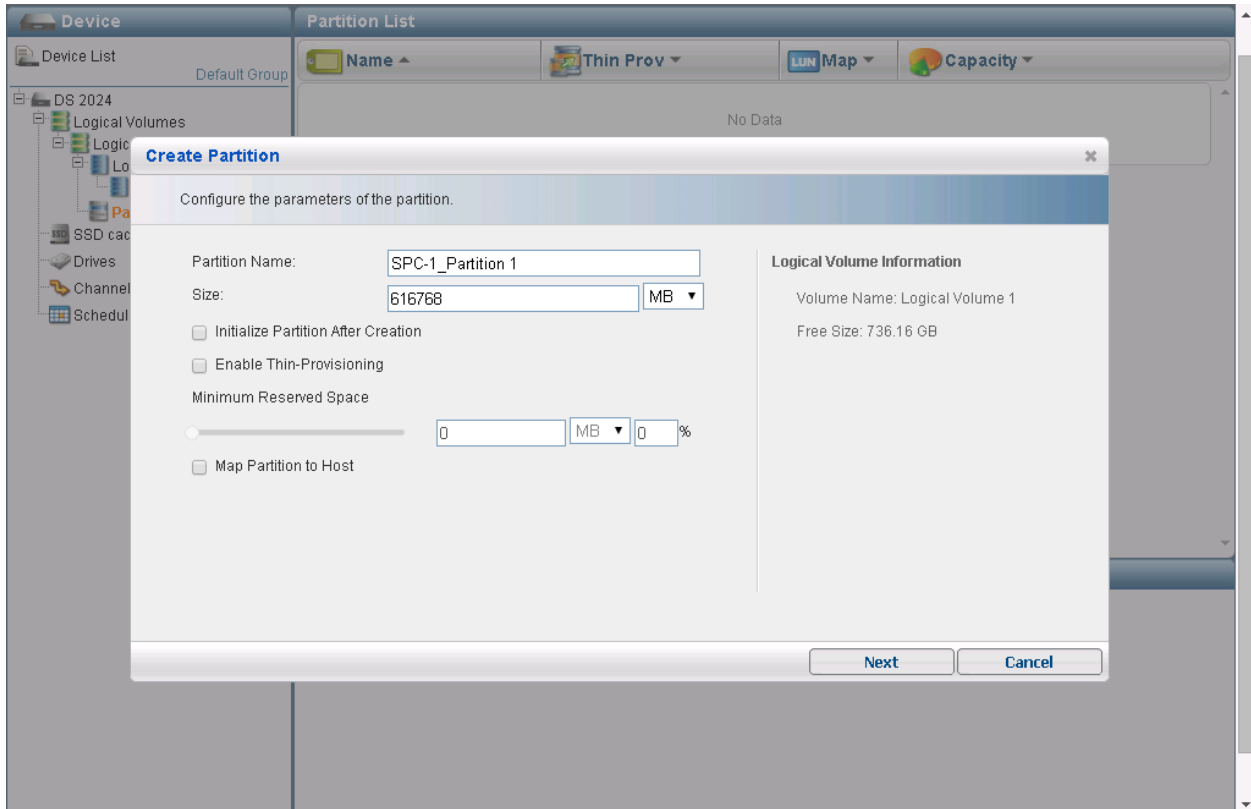 Device
Partition List
Device List
Default Group
Name
Thin Prov
LUN Map
Capacity
DS 2024
Logical Volumes
No Data
Logic
Lo
Pa
SSD cac
Drives
Channel
Schedul
Create Partition
Configure the parameters of the partition.
Partition Name: SPC-1_Partition 1
Size: 616768 MB
Initialize Partition After Creation
Enable Thin-Provisioning
Minimum Reserved Space
0 MB 0 %
Map Partition to Host
Logical Volume Information
Volume Name: Logical Volume 1
Free Size: 736.16 GB
Next Cancel